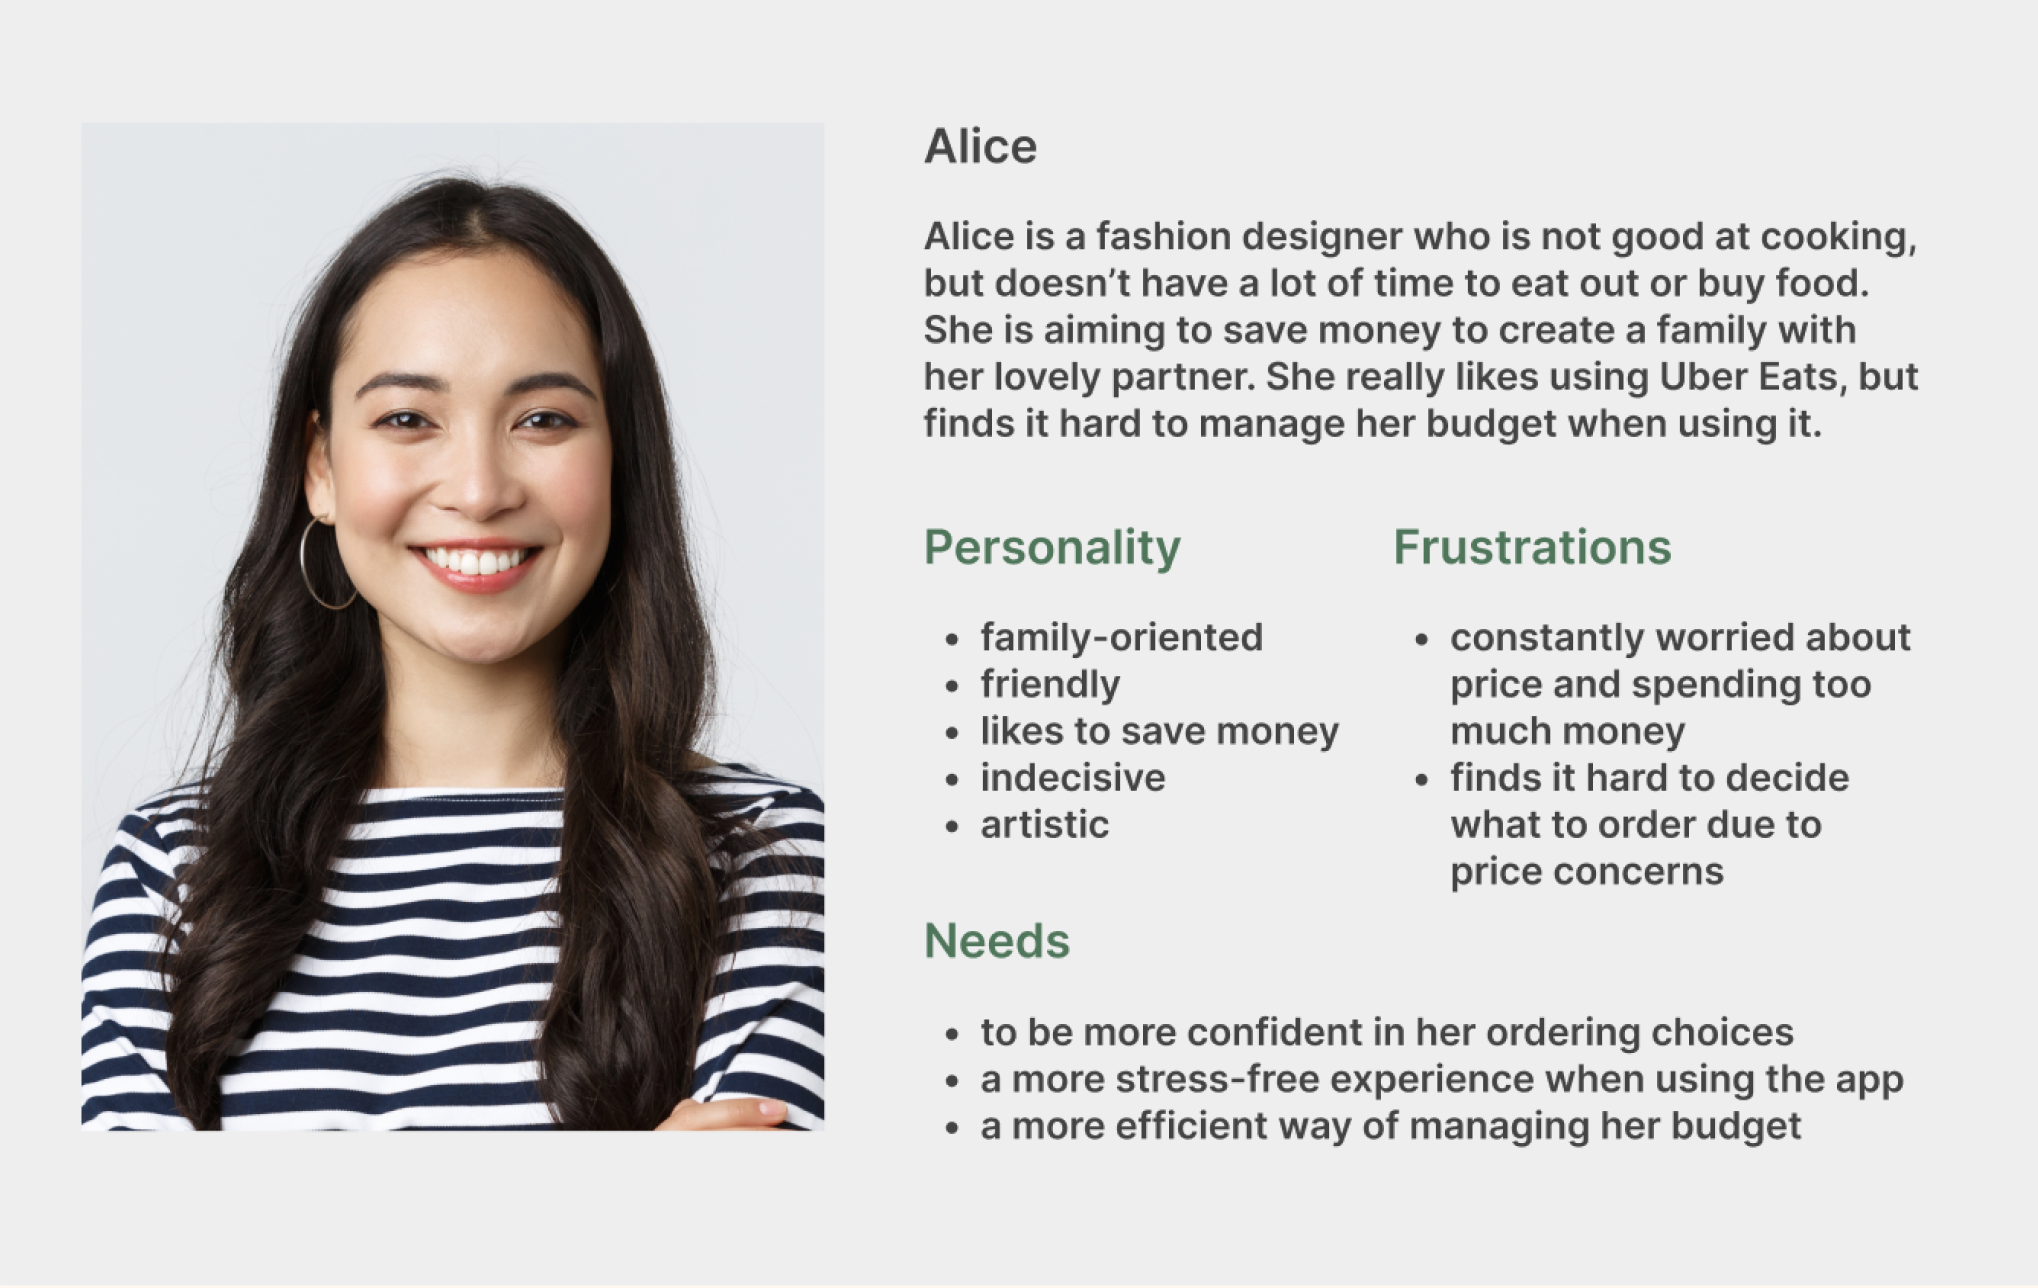 Alice
Alice is a fashion designer who is not good at cooking,
but doesn’t have a lot of time to eat out or buy food.
She is aiming to save money to create a family with
her lovely partner. She really likes using Uber Eats, but
finds it hard to manage her budget when using it.
Personality
• family-oriented
• friendly
• likes to save money
• indecisive
• artistic
Frustrations
• constantly worried about
price and spending too
much money
• finds it hard to decide
what to order due to
price concerns
Needs
• to be more confident in her ordering choices
• a more stress-free experience when using the app
• a more efficient way of managing her budget